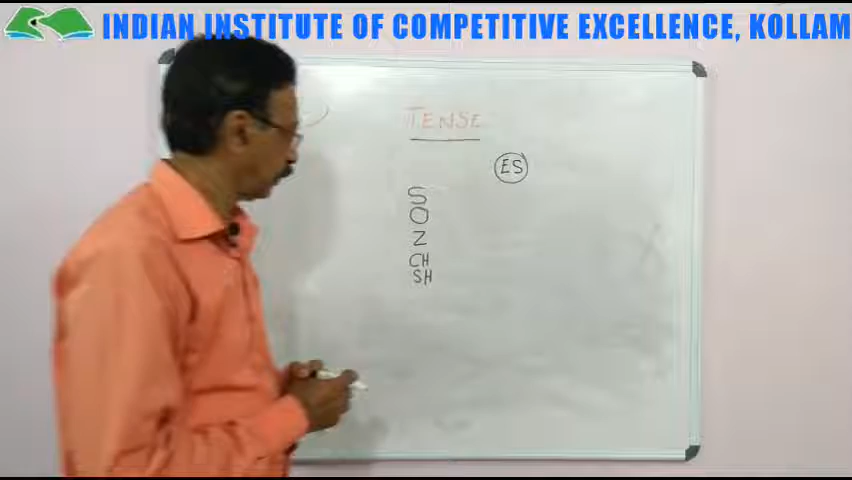 INDIAN INSTITUTE OF COMPETITIVE EXCELLENCE, KOLLAM
TENSE
ES
S
O
Z
CH
SH